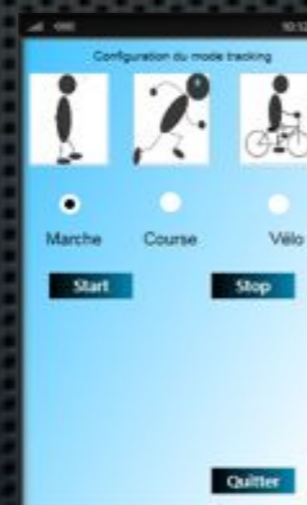 Configuration du mode tracking
Marche Course Vélo
Start Stop
Quitter